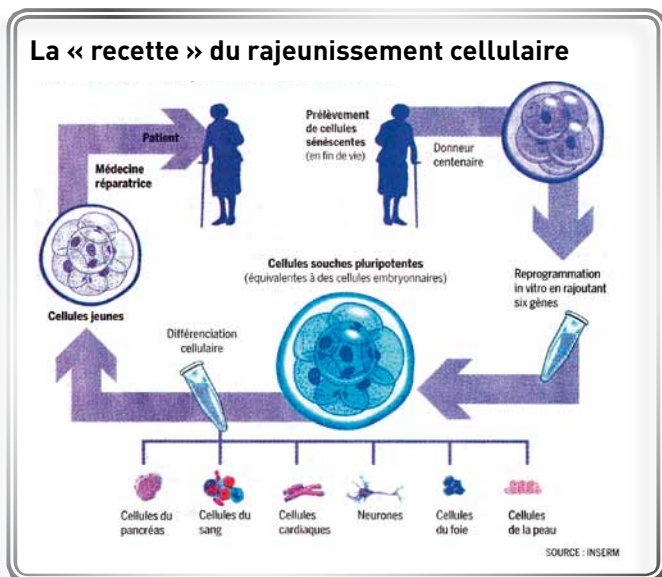 La « recette » du rajeunissement cellulaire
Patient
Médecine
réparatrice
Prélèvement
de cellules
sénéscentes
(en fin de vie)
Donneur
centenaire
Cellules souches pluripotentes
(équivalentes à des cellules embryonnaires)
Reprogrammation
in vitro en rajoutant
six gènes
Cellules jeunes
Différenciation
cellulaire
Cellules du
pancréas
Cellules du
sang
Cellules
cardiaques
Neurones
Cellules
du foie
Cellules
de la peau
SOURCE : INSERM